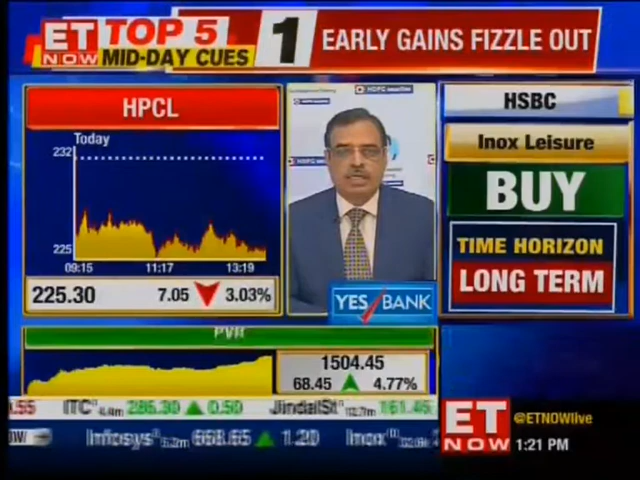 ET NOW
TOP 5
MID-DAY CUES
1
EARLY GAINS FIZZLE OUT
HPCL
Today
232
225
09:15 11:17 13:19
225.30 7.05 3.03%
YES BANK
HSBC
Inox Leisure
BUY
TIME HORIZON
LONG TERM
PVR
1504.45
68.45 4.77%
.55 ITC 286.30 0.50 JindalSt 161.45
Infosys 668.65 1.20 Inox
ET NOW
@ETNOWlive
1:21 PM